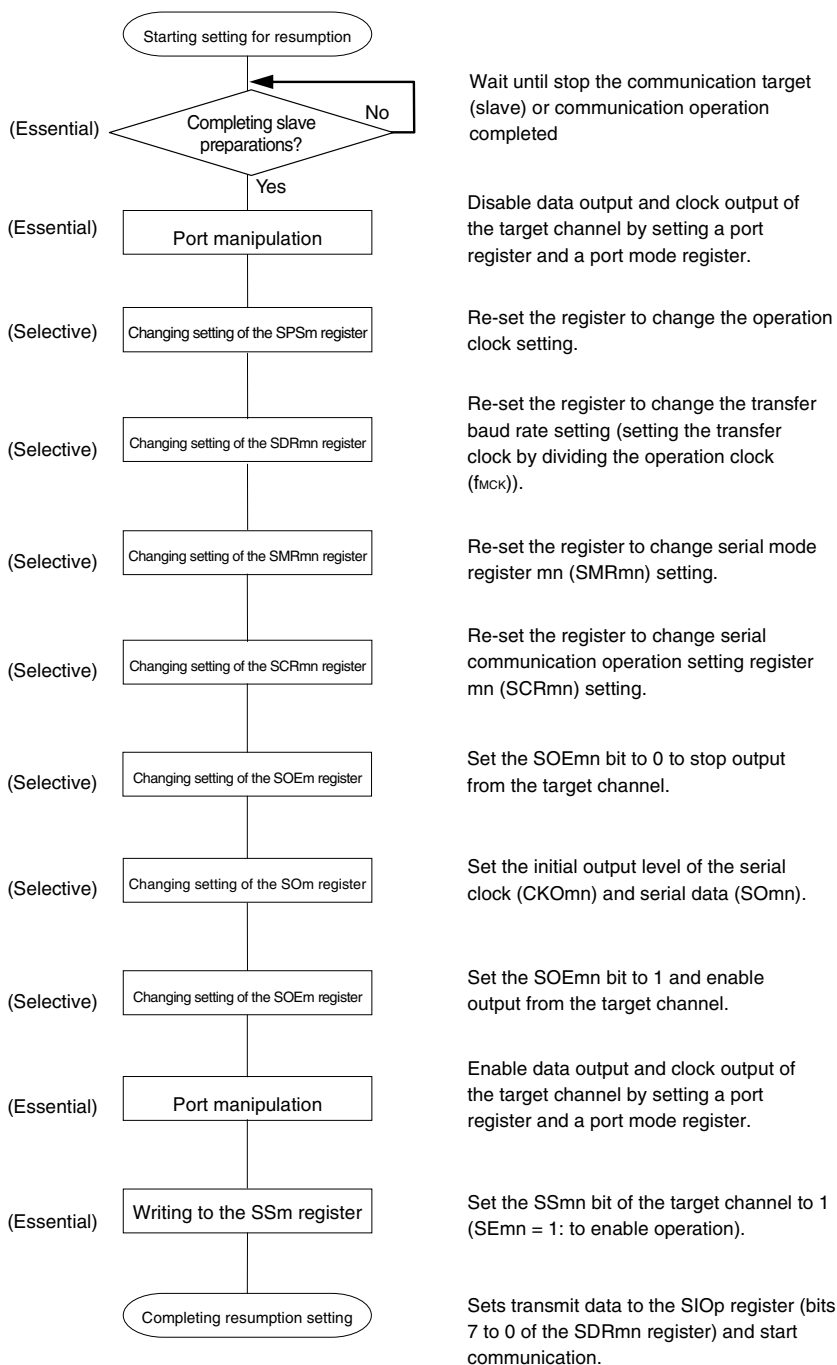 Starting setting for resumption
(Essential)
Completing slave
preparations?
No
Yes
Wait until stop the communication target
(slave) or communication operation
completed
(Essential)
Port manipulation
Disable data output and clock output of
the target channel by setting a port
register and a port mode register.
(Selective)
Changing setting of the SPSm register
Re-set the register to change the operation
clock setting.
(Selective)
Changing setting of the SDRmn register
Re-set the register to change the transfer
baud rate setting (setting the transfer
clock by dividing the operation clock
(fMCK)).
(Selective)
Changing setting of the SMRmn register
Re-set the register to change serial mode
register mn (SMRmn) setting.
(Selective)
Changing setting of the SCRmn register
Re-set the register to change serial
communication operation setting register
mn (SCRmn) setting.
(Selective)
Changing setting of the SOEm register
Set the SOEmn bit to 0 to stop output
from the target channel.
(Selective)
Changing setting of the SOm register
Set the initial output level of the serial
clock (CKOmn) and serial data (SOmn).
(Selective)
Changing setting of the SOEm register
Set the SOEmn bit to 1 and enable
output from the target channel.
(Essential)
Port manipulation
Enable data output and clock output of
the target channel by setting a port
register and a port mode register.
(Essential)
Writing to the SSm register
Set the SSmn bit of the target channel to 1
(SEmn = 1: to enable operation).
Completing resumption setting
Sets transmit data to the SIOp register (bits
7 to 0 of the SDRmn register) and start
communication.